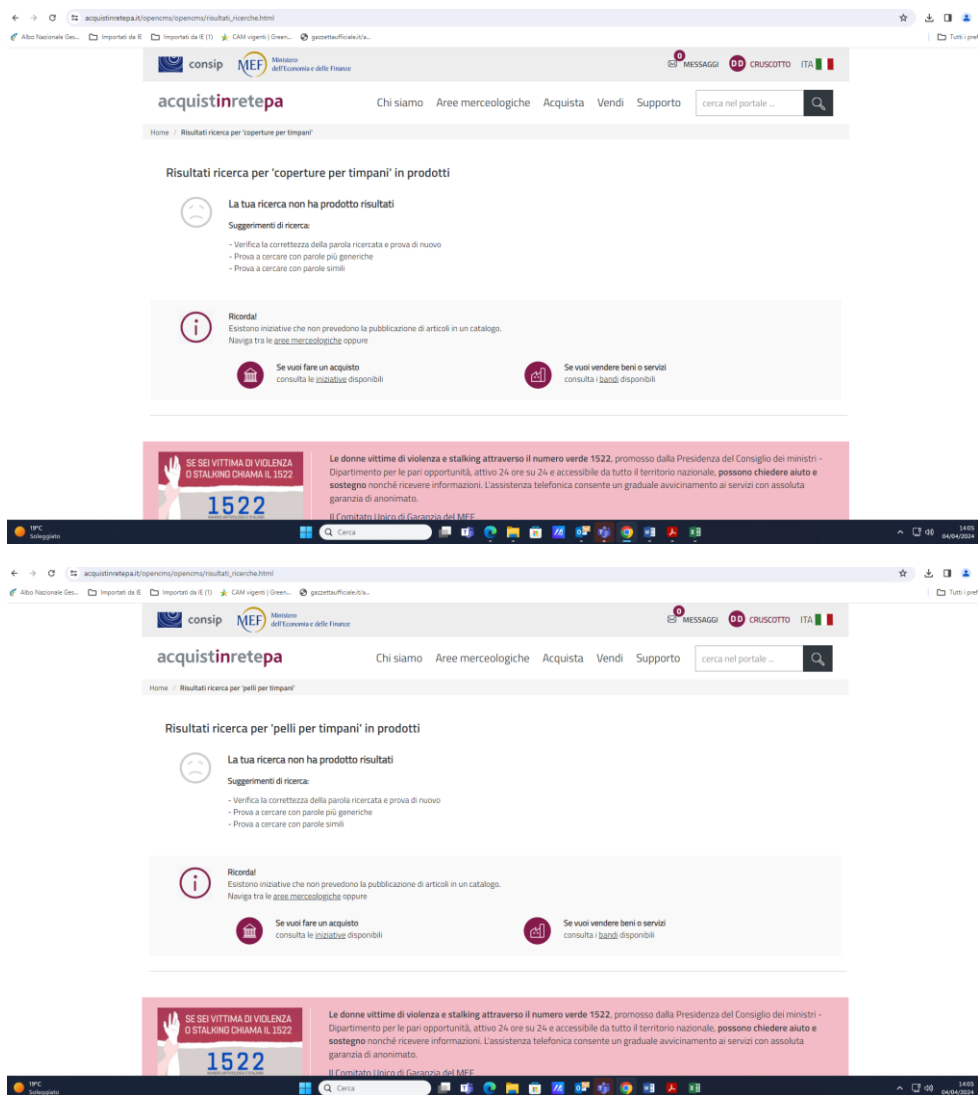 acquistinretepa.it/opencms/opencms/risultati_ricerche.html
Albo Nazionale Ges... Importati da IE Importati da IE (1) CAM vigenti | Green... gazzettaufficiale.it/a... Tutti i pref
consip MEF Ministero dell'Economia e delle Finanze 0 MESSAGGI DD CRUSCOTTO ITA
acquistinretepa Chi siamo Aree merceologiche Acquista Vendi Supporto cerca nel portale ...
Home / Risultati ricerca per 'coperture per timpani'
Risultati ricerca per 'coperture per timpani' in prodotti
La tua ricerca non ha prodotto risultati
Suggerimenti di ricerca:
- Verifica la correttezza della parola ricercata e prova di nuovo
- Prova a cercare con parole più generiche
- Prova a cercare con parole simili
Ricorda!
Esistono iniziative che non prevedono la pubblicazione di articoli in un catalogo.
Naviga tra le aree merceologiche oppure
Se vuoi fare un acquisto Se vuoi vendere beni o servizi
consulta le iniziative disponibili consulta i bandi disponibili
SE SEI VITTIMA DI VIOLENZA
O STALKING CHIAMA IL 1522
1522
Le donne vittime di violenza e stalking attraverso il numero verde 1522, promosso dalla Presidenza del Consiglio dei ministri -
Dipartimento per le pari opportunità, attivo 24 ore su 24 e accessibile da tutto il territorio nazionale, possono chiedere aiuto e
sostegno nonché ricevere informazioni. L'assistenza telefonica consente un graduale avvicinamento ai servizi con assoluta
garanzia di anonimato.
Il Comitato Unico di Garanzia del MEF
19°C
Soleggiato
Cerca
14:05
04/04/2024
acquistinretepa.it/opencms/opencms/risultati_ricerche.html
Albo Nazionale Ges... Importati da IE Importati da IE (1) CAM vigenti | Green... gazzettaufficiale.it/a... Tutti i pref
consip MEF Ministero dell'Economia e delle Finanze 0 MESSAGGI DD CRUSCOTTO ITA
acquistinretepa Chi siamo Aree merceologiche Acquista Vendi Supporto cerca nel portale ...
Home / Risultati ricerca per 'pelli per timpani'
Risultati ricerca per 'pelli per timpani' in prodotti
La tua ricerca non ha prodotto risultati
Suggerimenti di ricerca:
- Verifica la correttezza della parola ricercata e prova di nuovo
- Prova a cercare con parole più generiche
- Prova a cercare con parole simili
Ricorda!
Esistono iniziative che non prevedono la pubblicazione di articoli in un catalogo.
Naviga tra le aree merceologiche oppure
Se vuoi fare un acquisto Se vuoi vendere beni o servizi
consulta le iniziative disponibili consulta i bandi disponibili
SE SEI VITTIMA DI VIOLENZA
O STALKING CHIAMA IL 1522
1522
Le donne vittime di violenza e stalking attraverso il numero verde 1522, promosso dalla Presidenza del Consiglio dei ministri -
Dipartimento per le pari opportunità, attivo 24 ore su 24 e accessibile da tutto il territorio nazionale, possono chiedere aiuto e
sostegno nonché ricevere informazioni. L'assistenza telefonica consente un graduale avvicinamento ai servizi con assoluta
garanzia di anonimato.
Il Comitato Unico di Garanzia del MEF
19°C
Soleggiato
Cerca
14:05
04/04/2024